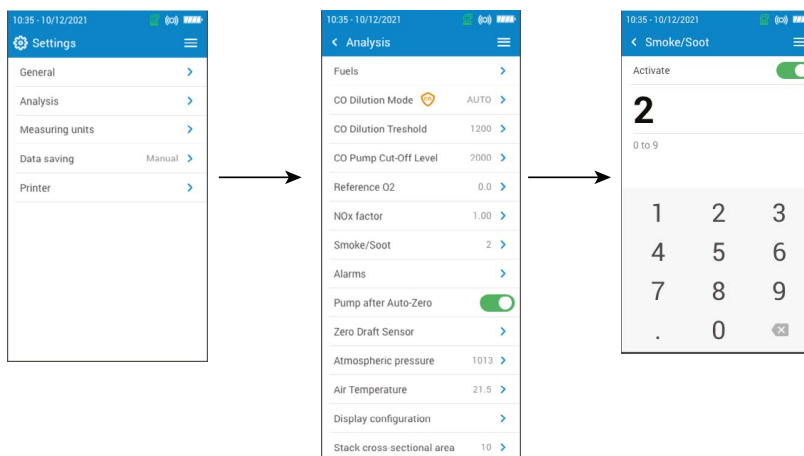 10:35 - 10/12/2021
Settings
General
Analysis
Measuring units
Data saving Manual
Printer
10:35 - 10/12/2021
Analysis
Fuels
CO Dilution Mode CO AUTO
CO Dilution Treshold 1200
CO Pump Cut-Off Level 2000
Reference O2 0.0
NOx factor 1.00
Smoke/Soot 2
Alarms
Pump after Auto-Zero
Zero Draft Sensor
Atmospheric pressure 1013
Air Temperature 21.5
Display configuration
Stack cross-sectional area 10
10:35 - 10/12/2021
Smoke/Soot
Activate
2
0 to 9
1 2 3
4 5 6
7 8 9
. 0